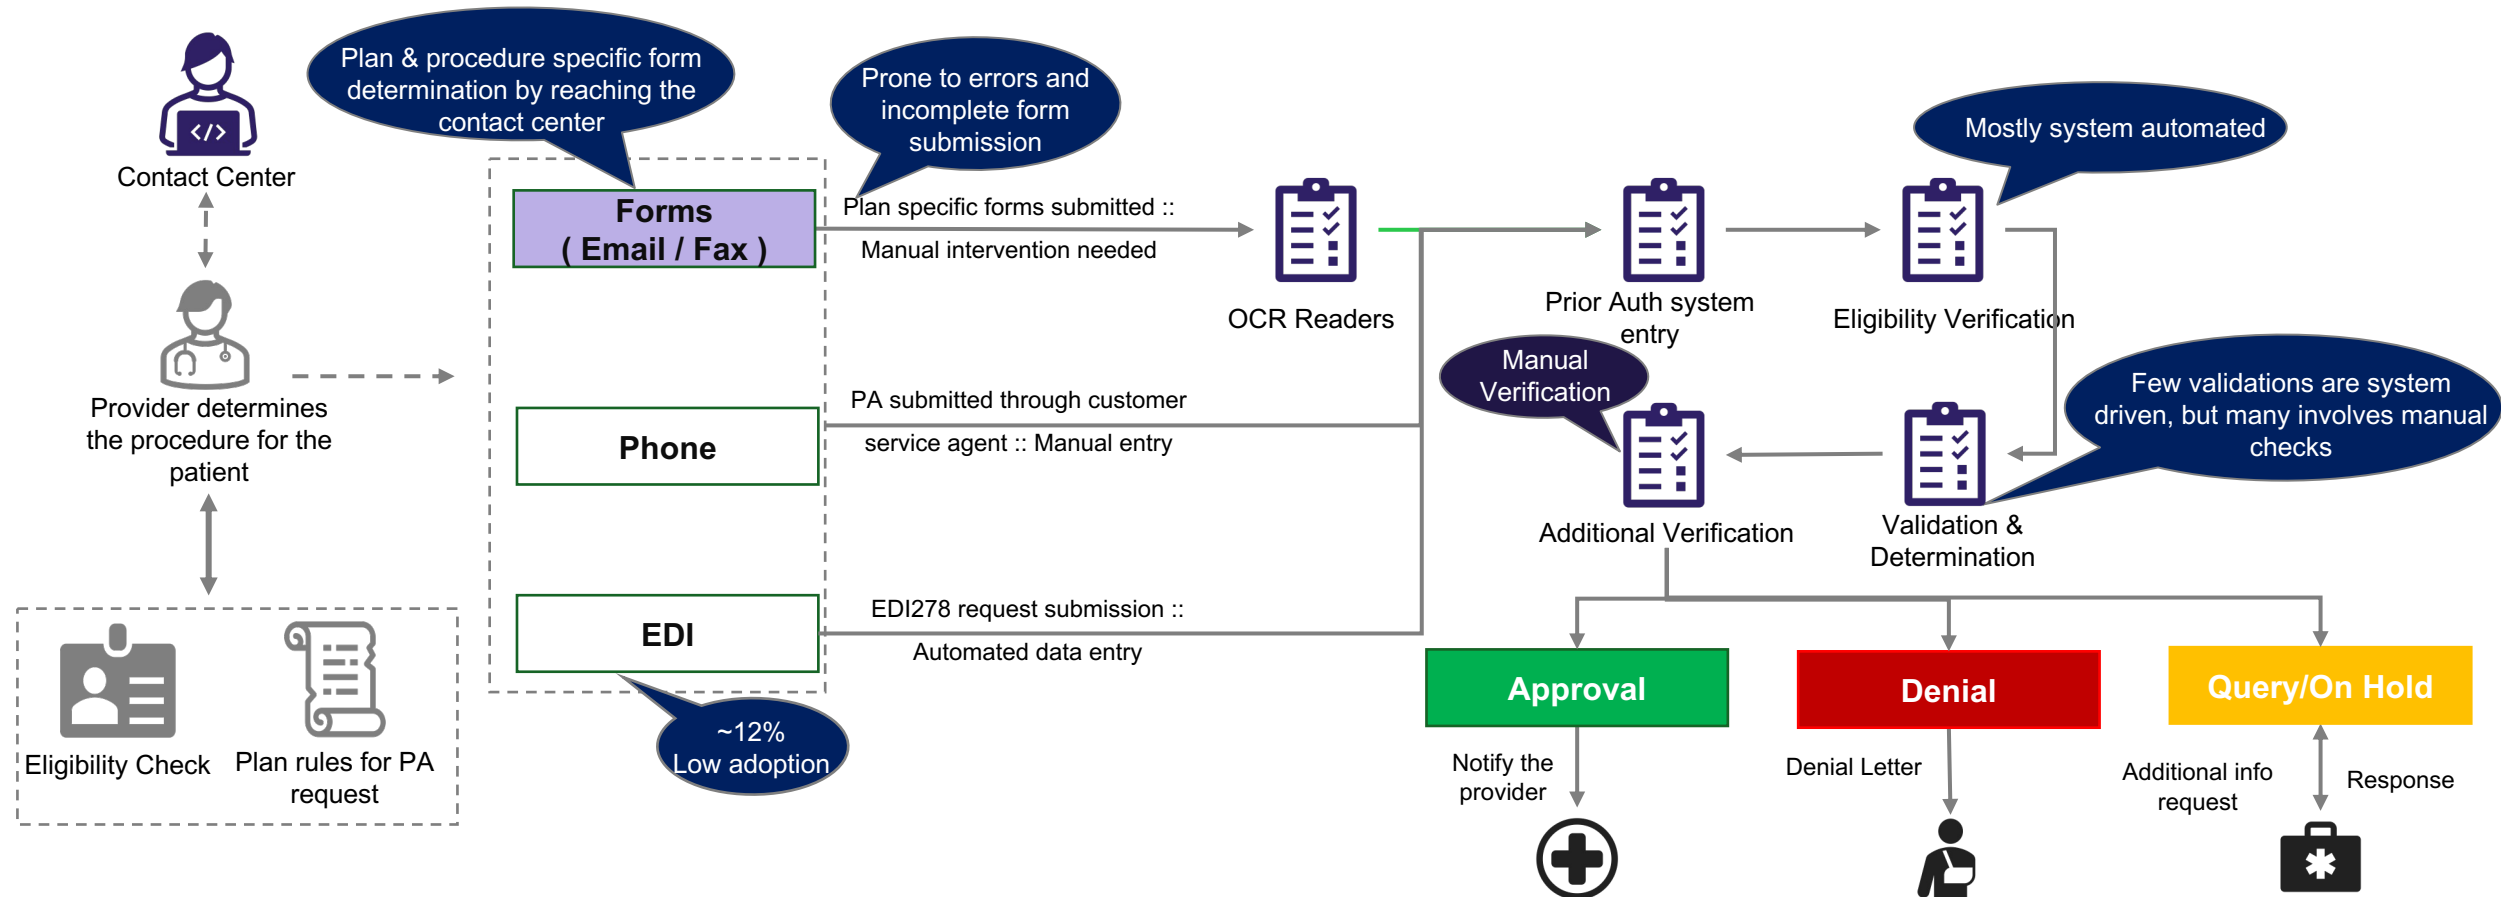 Plan & procedure specific form
determination by reaching the
contact center
Prone to errors and
incomplete form
submission
Mostly system automated
</>
Contact Center
Forms
( Email / Fax )
Plan specific forms submitted ::
Manual intervention needed
OCR Readers
Prior Auth system
entry
Eligibility Verification
Provider determines
the procedure for the
patient
Phone
PA submitted through customer
service agent :: Manual entry
Manual
Verification
Few validations are system
driven, but many involves manual
checks
Additional Verification
Validation &
Determination
EDI
EDI278 request submission ::
Automated data entry
~12%
Low adoption
Eligibility Check
Plan rules for PA
request
Approval
Denial
Query/On Hold
Notify the
provider
Denial Letter
Additional info
request
Response